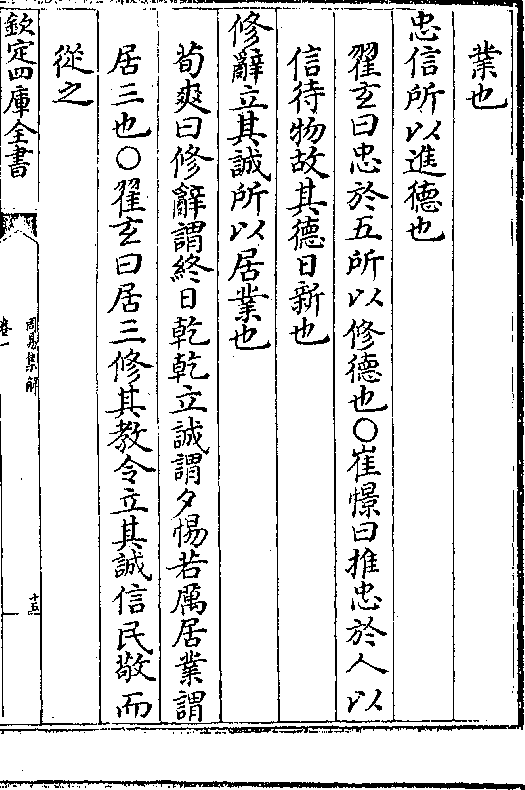 業也
忠信所以進德也
翟玄曰忠於五所以修德也○崔憬曰推忠於人以
信待物故其德日新也
修辭立其誠所以居業也
荀爽曰修辭謂終日乾乾立誠謂夕惕若厲居業謂
居三也○翟玄曰居三修其教令立其誠信民敬而
從之
欽定四庫全書
周易集解
卷一
十五